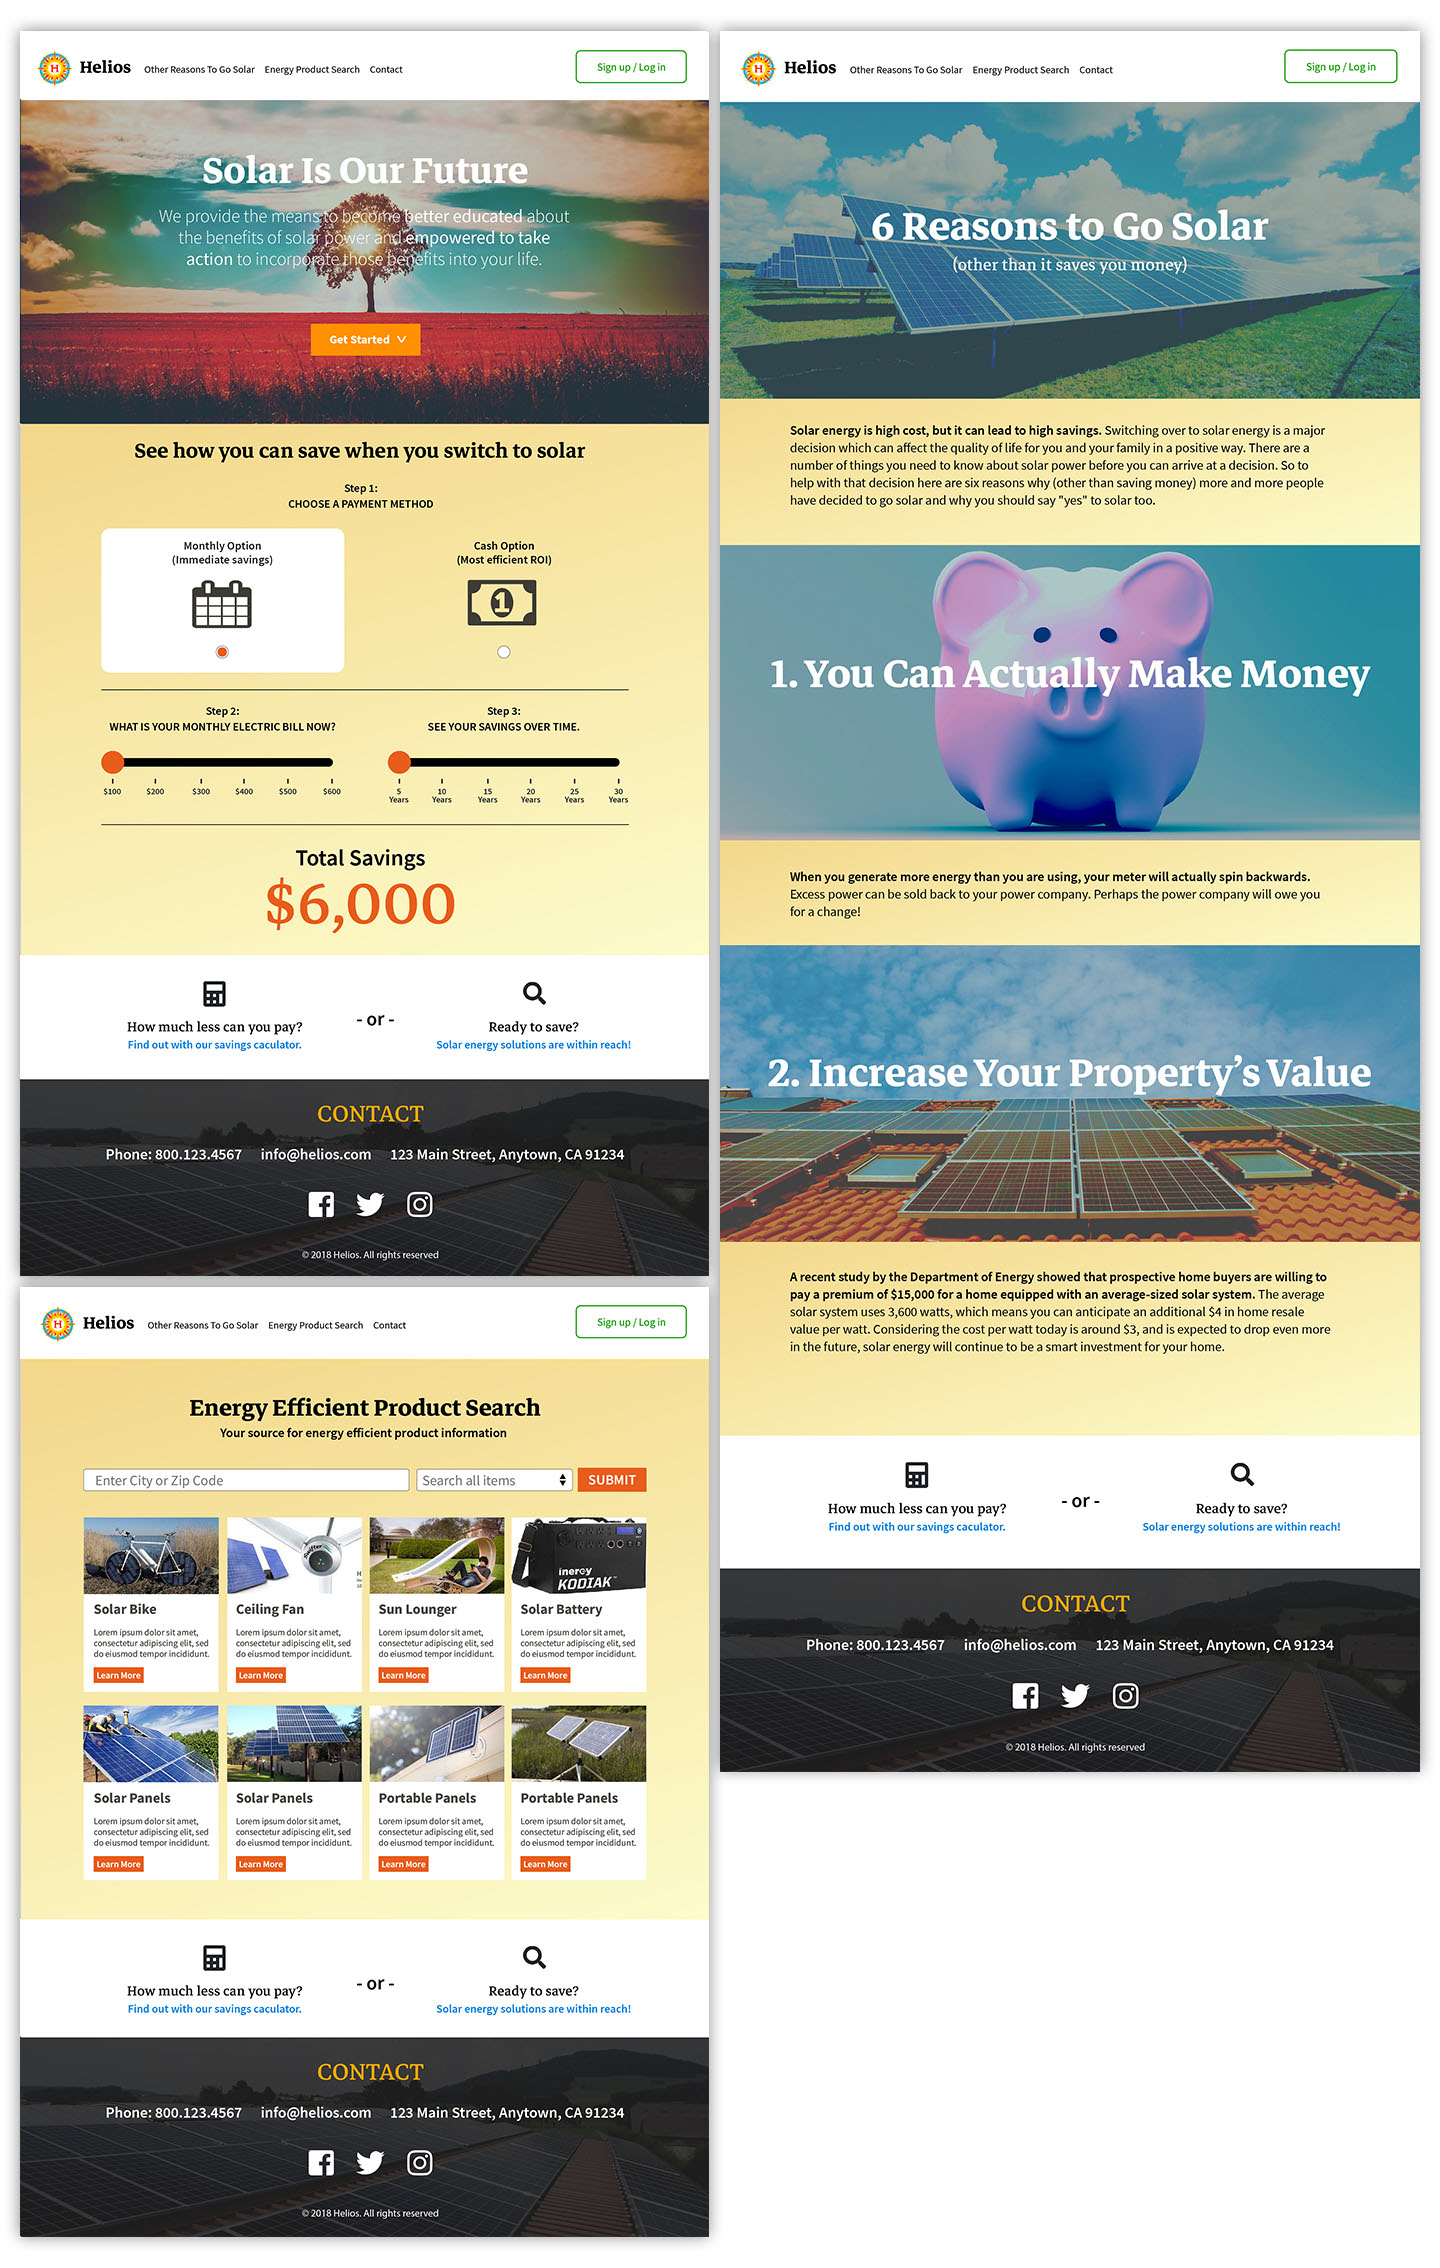 Helios
Other Reasons To Go Solar
Energy Product Search
Contact
Sign up / Log in
Solar Is Our Future
We provide the means to become better educated about
the benefits of solar power and empowered to take
action to incorporate those benefits into your life.
Get Started
See how you can save when you switch to solar
Step 1:
CHOOSE A PAYMENT METHOD
Monthly Option
(Immediate savings)
Cash Option
(Most efficient ROI)
1
Step 2:
WHAT IS YOUR MONTHLY ELECTRIC BILL NOW?
$100 $200 $300 $400 $500 $600
Step 3:
SEE YOUR SAVINGS OVER TIME.
5 10 15 20 25 30
Years Years Years Years Years Years
Total Savings
$6,000
How much less can you pay?
Find out with our savings caculator.
- or -
Ready to save?
Solar energy solutions are within reach!
CONTACT
Phone: 800.123.4567 info@helios.com 123 Main Street, Anytown, CA 91234
© 2018 Helios. All rights reserved
H
Helios
Other Reasons To Go Solar
Energy Product Search
Contact
Sign up / Log in
Energy Efficient Product Search
Your source for energy efficient product information
Enter City or Zip Code
Search all items
SUBMIT
Solar Bike
Lorem ipsum dolor sit amet,
consectetur adipiscing elit, sed
do eiusmod tempor incididunt.
Learn More
Swifter
Ceiling Fan
Lorem ipsum dolor sit amet,
consectetur adipiscing elit, sed
do eiusmod tempor incididunt.
Learn More
Sun Lounger
Lorem ipsum dolor sit amet,
consectetur adipiscing elit, sed
do eiusmod tempor incididunt.
Learn More
inergy
KODIAK
Solar Battery
Lorem ipsum dolor sit amet,
consectetur adipiscing elit, sed
do eiusmod tempor incididunt.
Learn More
Solar Panels
Lorem ipsum dolor sit amet,
consectetur adipiscing elit, sed
do eiusmod tempor incididunt.
Learn More
Solar Panels
Lorem ipsum dolor sit amet,
consectetur adipiscing elit, sed
do eiusmod tempor incididunt.
Learn More
Portable Panels
Lorem ipsum dolor sit amet,
consectetur adipiscing elit, sed
do eiusmod tempor incididunt.
Learn More
Portable Panels
Lorem ipsum dolor sit amet,
consectetur adipiscing elit, sed
do eiusmod tempor incididunt.
Learn More
How much less can you pay?
Find out with our savings caculator.
- or -
Ready to save?
Solar energy solutions are within reach!
CONTACT
Phone: 800.123.4567 info@helios.com 123 Main Street, Anytown, CA 91234
© 2018 Helios. All rights reserved
H
Helios
Other Reasons To Go Solar
Energy Product Search
Contact
Sign up / Log in
6 Reasons to Go Solar
(other than it saves you money)
Solar energy is high cost, but it can lead to high savings. Switching over to solar energy is a major
decision which can affect the quality of life for you and your family in a positive way. There are a
number of things you need to know about solar power before you can arrive at a decision. So to
help with that decision here are six reasons why (other than saving money) more and more people
have decided to go solar and why you should say "yes" to solar too.
1. You Can Actually Make Money
When you generate more energy than you are using, your meter will actually spin backwards.
Excess power can be sold back to your power company. Perhaps the power company will owe you
for a change!
2. Increase Your Property’s Value
A recent study by the Department of Energy showed that prospective home buyers are willing to
pay a premium of $15,000 for a home equipped with an average-sized solar system. The average
solar system uses 3,600 watts, which means you can anticipate an additional $4 in home resale
value per watt. Considering the cost per watt today is around $3, and is expected to drop even more
in the future, solar energy will continue to be a smart investment for your home.
How much less can you pay?
Find out with our savings caculator.
- or -
Ready to save?
Solar energy solutions are within reach!
CONTACT
Phone: 800.123.4567 info@helios.com 123 Main Street, Anytown, CA 91234
© 2018 Helios. All rights reserved